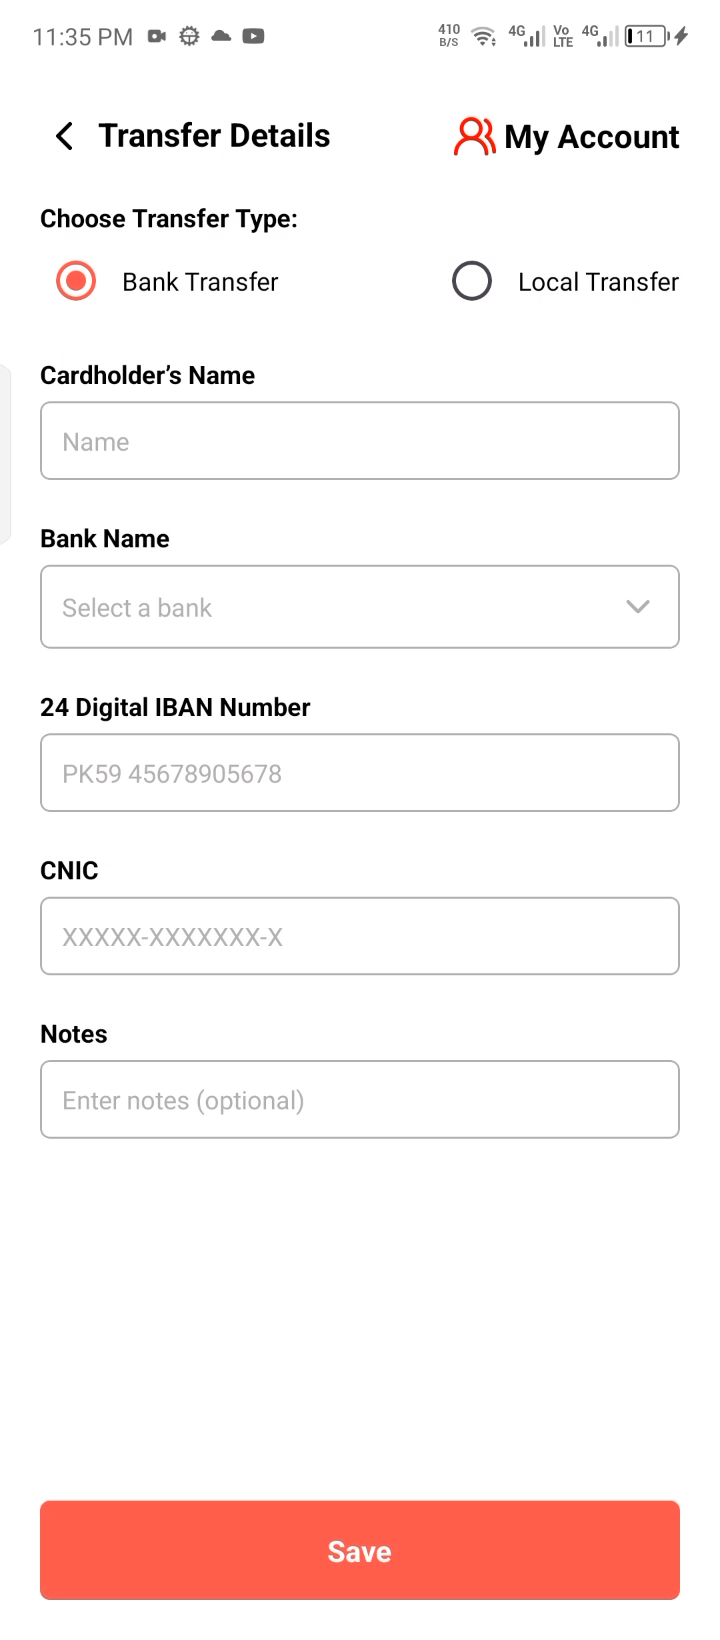 11:35 PM 410 B/S 4G Vo LTE 4G 11
Transfer Details My Account
Choose Transfer Type:
Bank Transfer Local Transfer
Cardholder’s Name
Name
Bank Name
Select a bank
24 Digital IBAN Number
PK59 45678905678
CNIC
XXXXX-XXXXXXX-X
Notes
Enter notes (optional)
Save